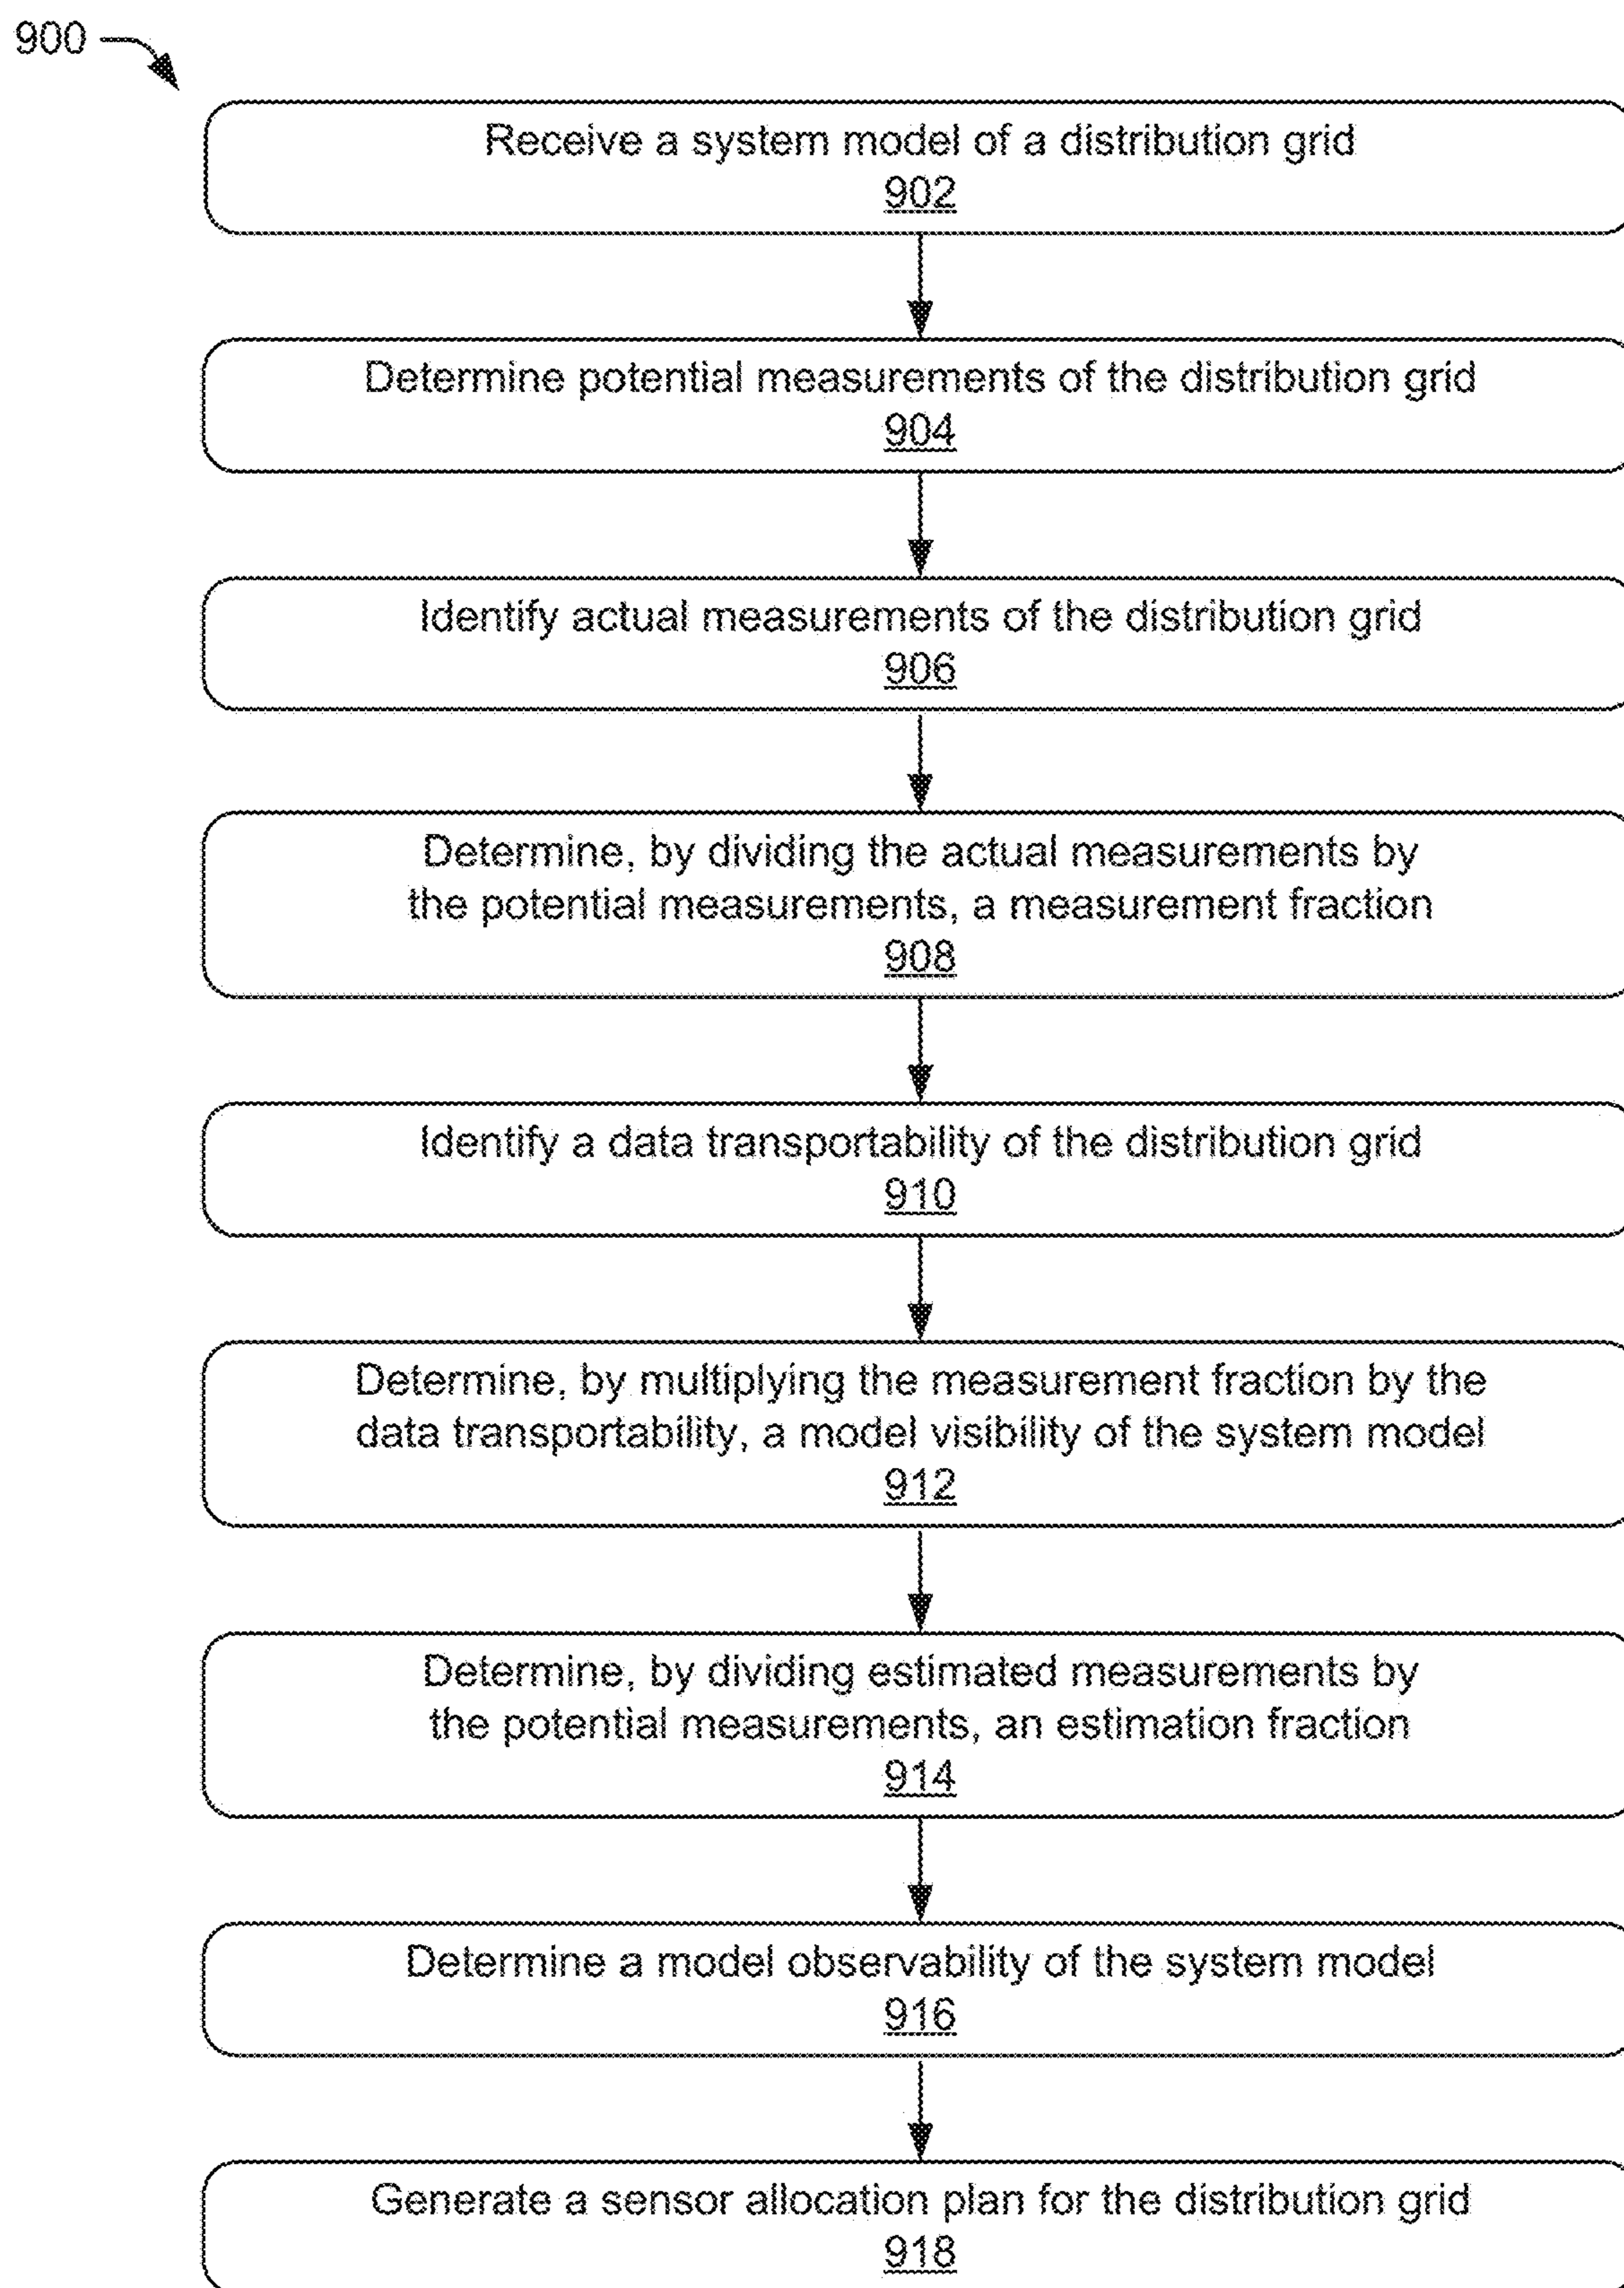 900
Receive a system model of a distribution grid
902
Determine potential measurements of the distribution grid
904
Identify actual measurements of the distribution grid
906
Determine, by dividing the actual measurements by
the potential measurements, a measurement fraction
908
Identify a data transportability of the distribution grid
910
Determine, by multiplying the measurement fraction by the
data transportability, a model visibility of the system model
912
Determine, by dividing estimated measurements by
the potential measurements, an estimation fraction
914
Determine a model observability of the system model
916
Generate a sensor allocation plan for the distribution grid
918